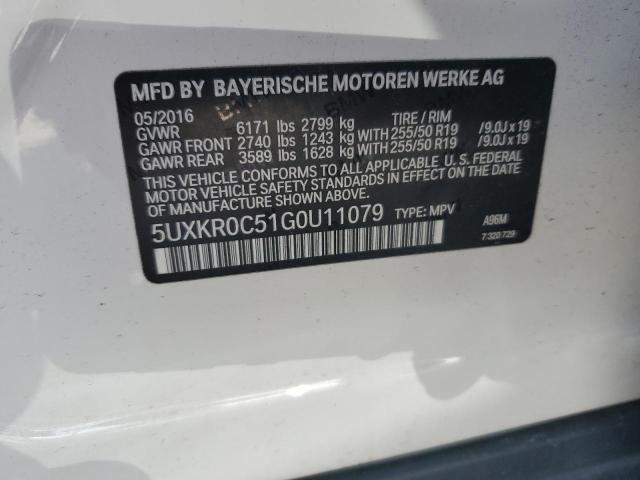 MFD BY BAYERISCHE MOTOREN WERKE AG
05/2016 TIRE / RIM
GVWR 6171 lbs 2799 kg
GAWR FRONT 2740 lbs 1243 kg WITH 255/50 R19 /9.0J x 19
GAWR REAR 3589 lbs 1628 kg WITH 255/50 R19 /9.0J x 19
THIS VEHICLE CONFORMS TO ALL APPLICABLE U.S. FEDERAL
MOTOR VEHICLE SAFETY STANDARDS IN EFFECT ON THE DATE
OF MANUFACTURE SHOWN ABOVE.
5UXKR0C51G0U11079 TYPE: MPV
A96M
7 320 729